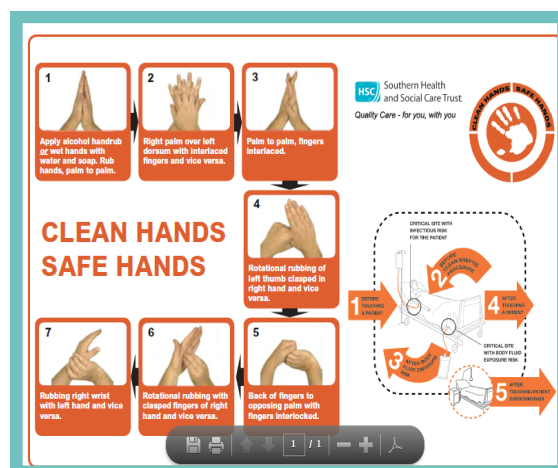 1
Apply alcohol handrub
or wet hands with
water and soap. Rub
hands, palm to palm.
2
Right palm over left
dorsum with interlaced
fingers and vice versa.
3
Palm to palm, fingers
interlaced.
HSC Southern Health
and Social Care Trust
Quality Care - for you, with you
CLEAN HANDS SAFE HANDS
CLEAN HANDS
SAFE HANDS
4
Rotational rubbing of
left thumb clasped in
right hand and vice
versa.
7
Rubbing right wrist
with left hand and vice
versa.
6
Rotational rubbing with
clasped fingers of right
hand and vice versa.
5
Back of fingers to
opposing palm with
fingers interlocked.
CRITICAL SITE WITH
INFECTIOUS RISK
FOR THE PATIENT
1
BEFORE
TOUCHING
A PATIENT
2
BEFORE
CLEAN/ASEPTIC
PROCEDURE
3
AFTER BODY
FLUID EXPOSURE
RISK
4
AFTER
TOUCHING
A PATIENT
CRITICAL SITE
WITH BODY FLUID
EXPOSURE RISK
5
AFTER
TOUCHING PATIENT
SURROUNDINGS
1 / 1